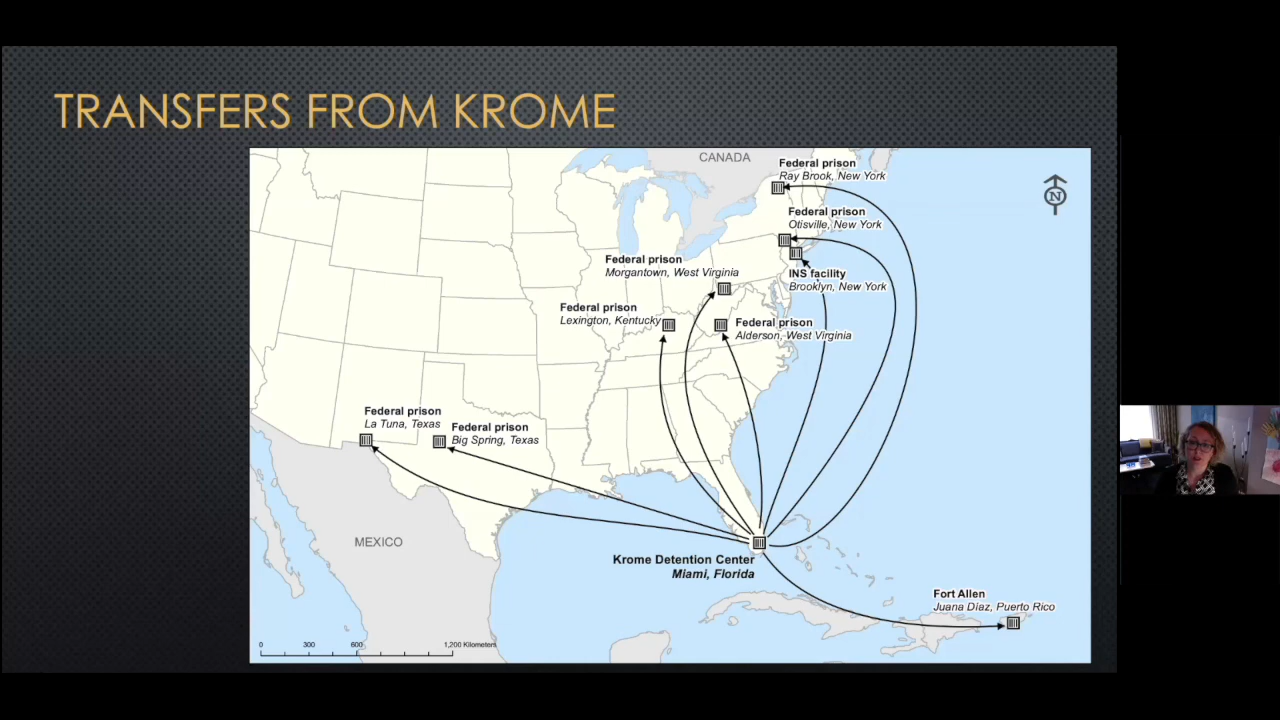 TRANSFERS FROM KROME
CANADA
Federal prison
Ray Brook, New York
N
Federal prison
Otisville, New York
Federal prison
Morgantown, West Virginia
INS facility
Brooklyn, New York
Federal prison
Lexington, Kentucky
Federal prison
Alderson, West Virginia
Federal prison
La Tuna, Texas
Federal prison
Big Spring, Texas
MEXICO
Krome Detention Center
Miami, Florida
Fort Allen
Juana Díaz, Puerto Rico
0 300 600 1,200 Kilometers